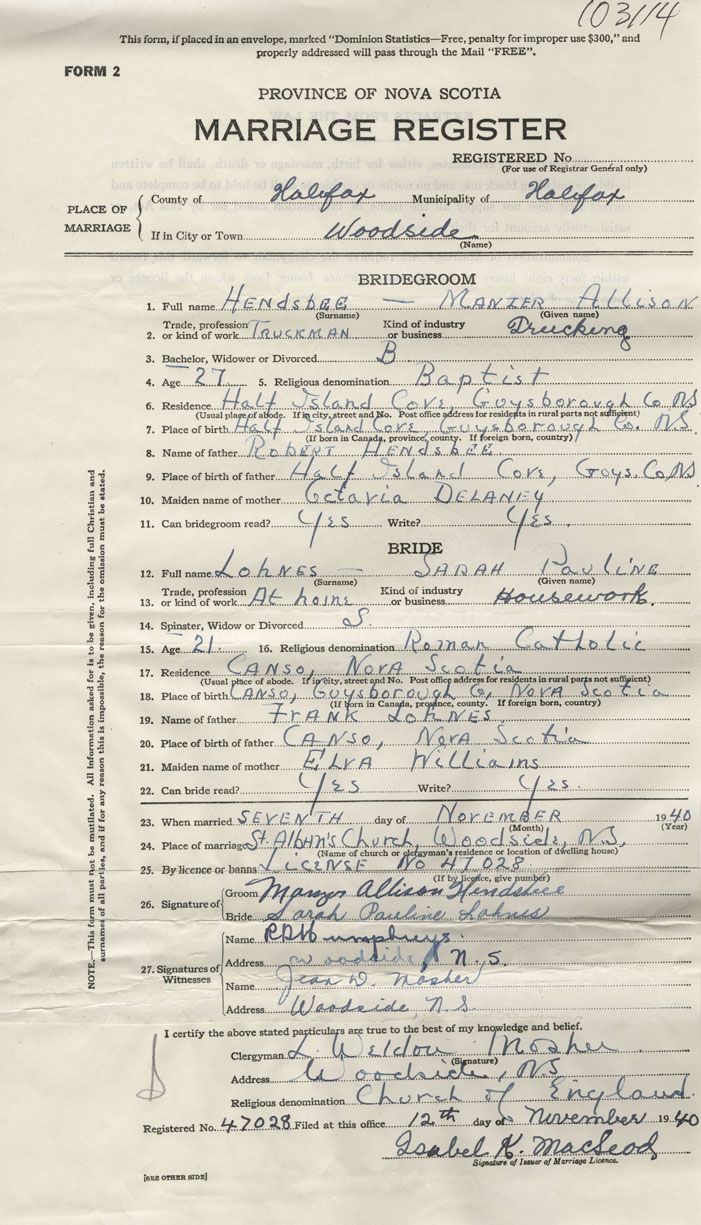 103114
This form, if placed in an envelope, marked "Dominion Statistics—Free, penalty for improper use $300," and
properly addressed will pass through the Mail "FREE".
FORM 2
PROVINCE OF NOVA SCOTIA
MARRIAGE REGISTER
REGISTERED No.
(For use of Registrar General only)
PLACE OF MARRIAGE
County of Halifax Municipality of Halifax
If in City or Town Woodside
(Name)
BRIDEGROOM
1. Full name HENDSBEE — MANZER Allison
(Surname) (Given name)
2. Trade, profession or kind of work TRUCKMAN Kind of industry or business Trucking
3. Bachelor, Widower or Divorced B
4. Age 27 5. Religious denomination Baptist
6. Residence Half Island Cove, Guysborough Co NS
(Usual place of abode. If in city, street and No. Post office address for residents in rural parts not sufficient)
7. Place of birth Half Island Cove, Guysborough Co. N.S
(If born in Canada, province, county. If foreign born, country)
8. Name of father ROBERT HENDSBEE
9. Place of birth of father Half Island Cove, Guys. Co NS
10. Maiden name of mother Octavia DELANEY
11. Can bridegroom read? Yes Write? Yes.
BRIDE
12. Full name LOHNES — SARAH PAULINE
(Surname) (Given name)
13. Trade, profession or kind of work At home Kind of industry or business Housework.
14. Spinster, Widow or Divorced S.
15. Age 21. 16. Religious denomination Roman Catholic
17. Residence CANSO, NOVA Scotia
(Usual place of abode. If in city, street and No. Post office address for residents in rural parts not sufficient)
18. Place of birth CANSO, Guysborough Co, NOVA Scotia
(If born in Canada, province, county. If foreign born, country)
19. Name of father FRANK LOHNES
20. Place of birth of father CANSO, NOVA Scotia
21. Maiden name of mother ELVA Williams
22. Can bride read? Yes Write? Yes.
23. When married SEVENTH day of NOVEMBER 1940
(Month) (Year)
24. Place of marriage St Alban's Church, Woodside, N.S.
(Name of church or clergyman's residence or location of dwelling house)
25. By licence or banns LICENSE No 47028
(If by licence, give number)
26. Signature of
Groom Manzer Allison Hendsbee
Bride Sarah Pauline Lohnes
27. Signatures of Witnesses
Name Humphreys.
Address Woodside, N.S.
Name Jean D. Mosher
Address Woodside, N.S
I certify the above stated particulars are true to the best of my knowledge and belief.
Clergyman L. Weldon Mosher
(Signature)
Address Woodside, NS
Religious denomination Church of England.
Registered No. 47028 Filed at this office 12th day of November 1940
Isabel K. MacLeod
Signature of Issuer of Marriage Licence.
[SEE OTHER SIDE]
NOTE.—This form must not be mutilated. All information asked for is to be given, including full Christian and
surnames of all parties, and if for any reason this is impossible, the reason for the omission must be stated.